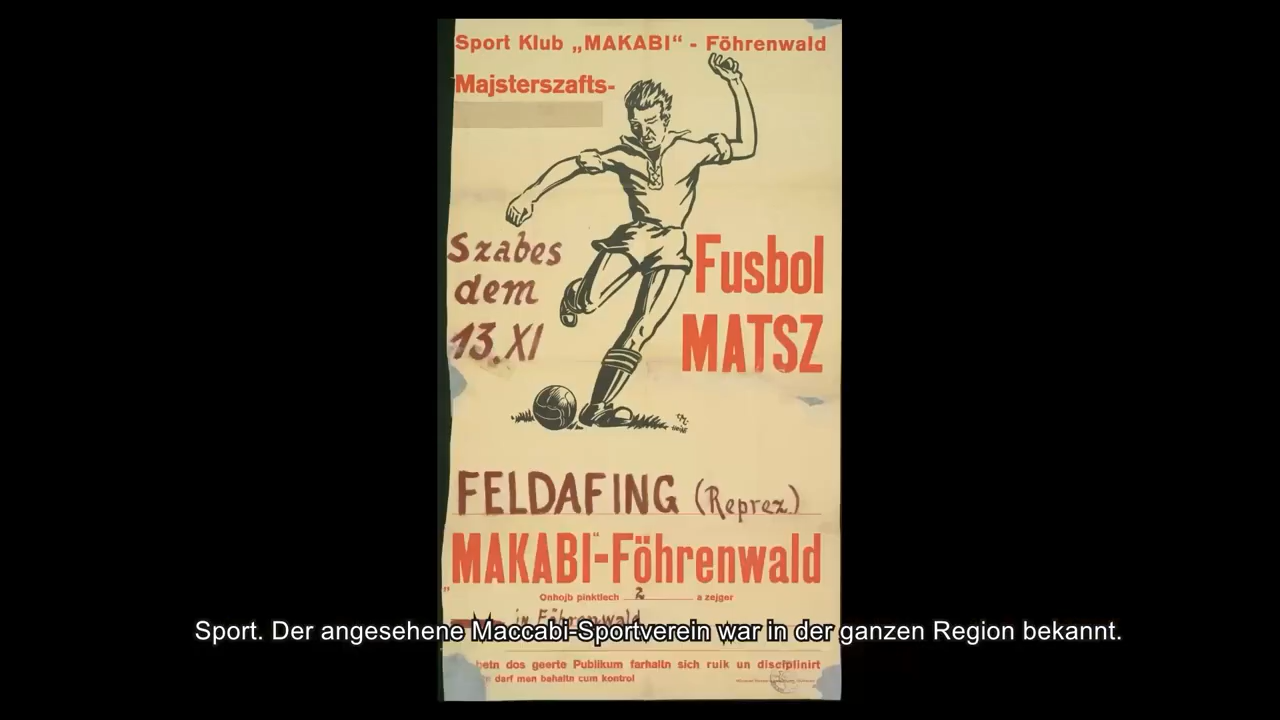 Sport Klub „MAKABI“ - Föhrenwald
Majsterszafts-
Szabes
dem
13.XI
Fusbol
MATSZ
FELDAFING (Reprez.)
„MAKABI“-Föhrenwald
Onhojb pinktlech 2 a zejger
in Föhrenwald
Sport. Der angesehene Maccabi-Sportverein war in der ganzen Region bekannt.
dos geerte Publikum farhaltn sich ruik un disciplinirt
darf men behaltn cum kontrol